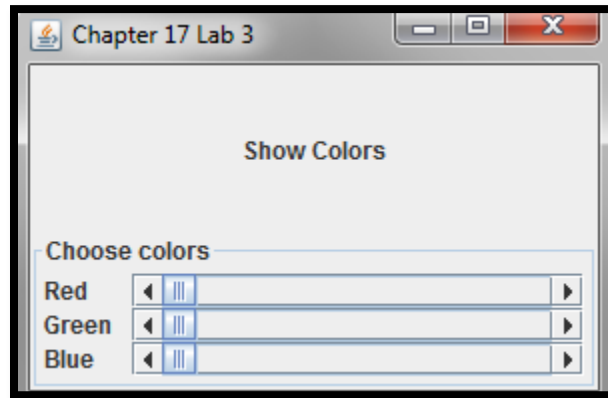 Chapter 17 Lab 3
Show Colors
Choose colors
Red
Green
Blue